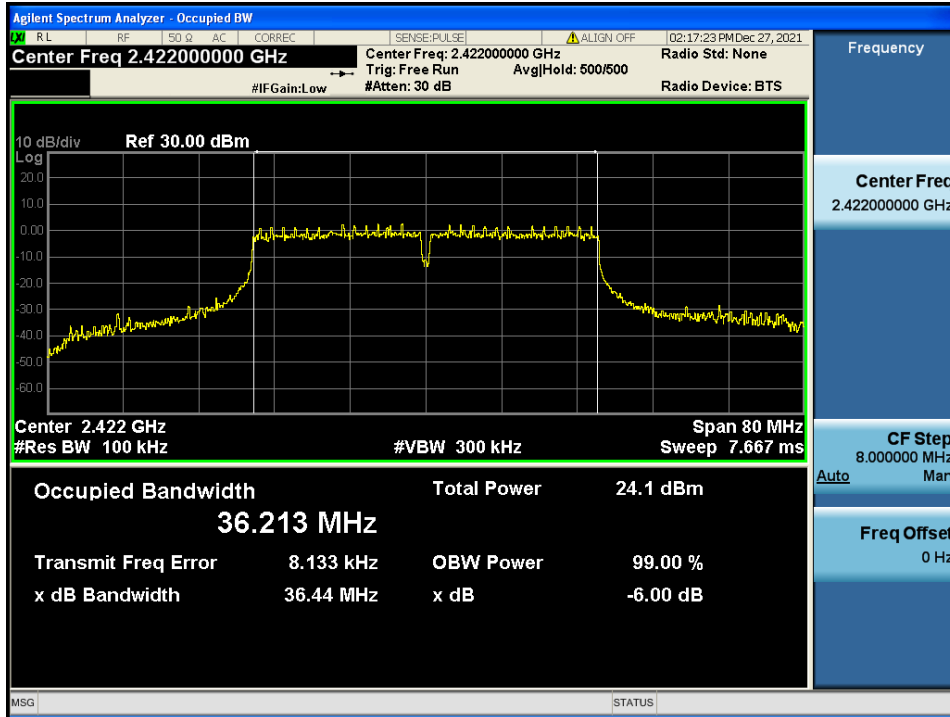 Agilent Spectrum Analyzer - Occupied BW
LXI RL RF 50 Ω AC CORREC SENSE:PULSE ALIGN OFF 02:17:23 PM Dec 27, 2021
Center Freq 2.422000000 GHz
Center Freq: 2.422000000 GHz
Radio Std: None
Trig: Free Run Avg|Hold: 500/500
#IFGain:Low #Atten: 30 dB Radio Device: BTS
10 dB/div Ref 30.00 dBm
Log
20.0
10.0
0.00
-10.0
-20.0
-30.0
-40.0
-50.0
-60.0
Center 2.422 GHz Span 80 MHz
#Res BW 100 kHz #VBW 300 kHz Sweep 7.667 ms
Occupied Bandwidth Total Power 24.1 dBm
36.213 MHz
Transmit Freq Error 8.133 kHz OBW Power 99.00 %
x dB Bandwidth 36.44 MHz x dB -6.00 dB
Frequency
Center Freq
2.422000000 GHz
CF Step
8.000000 MHz
Auto Man
Freq Offset
0 Hz
MSG STATUS